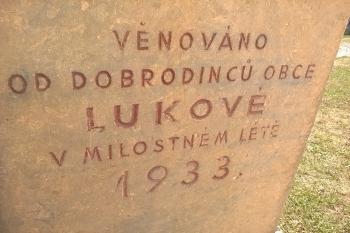 VĚNOVÁNO
OD DOBRODINCŮ OBCE
LUKOVÉ
V MILOSTNÉM LÉTĚ
1933.